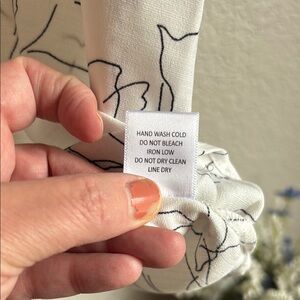 HAND WASH COLD
DO NOT BLEACH
IRON LOW
DO NOT DRY CLEAN
LINE DRY